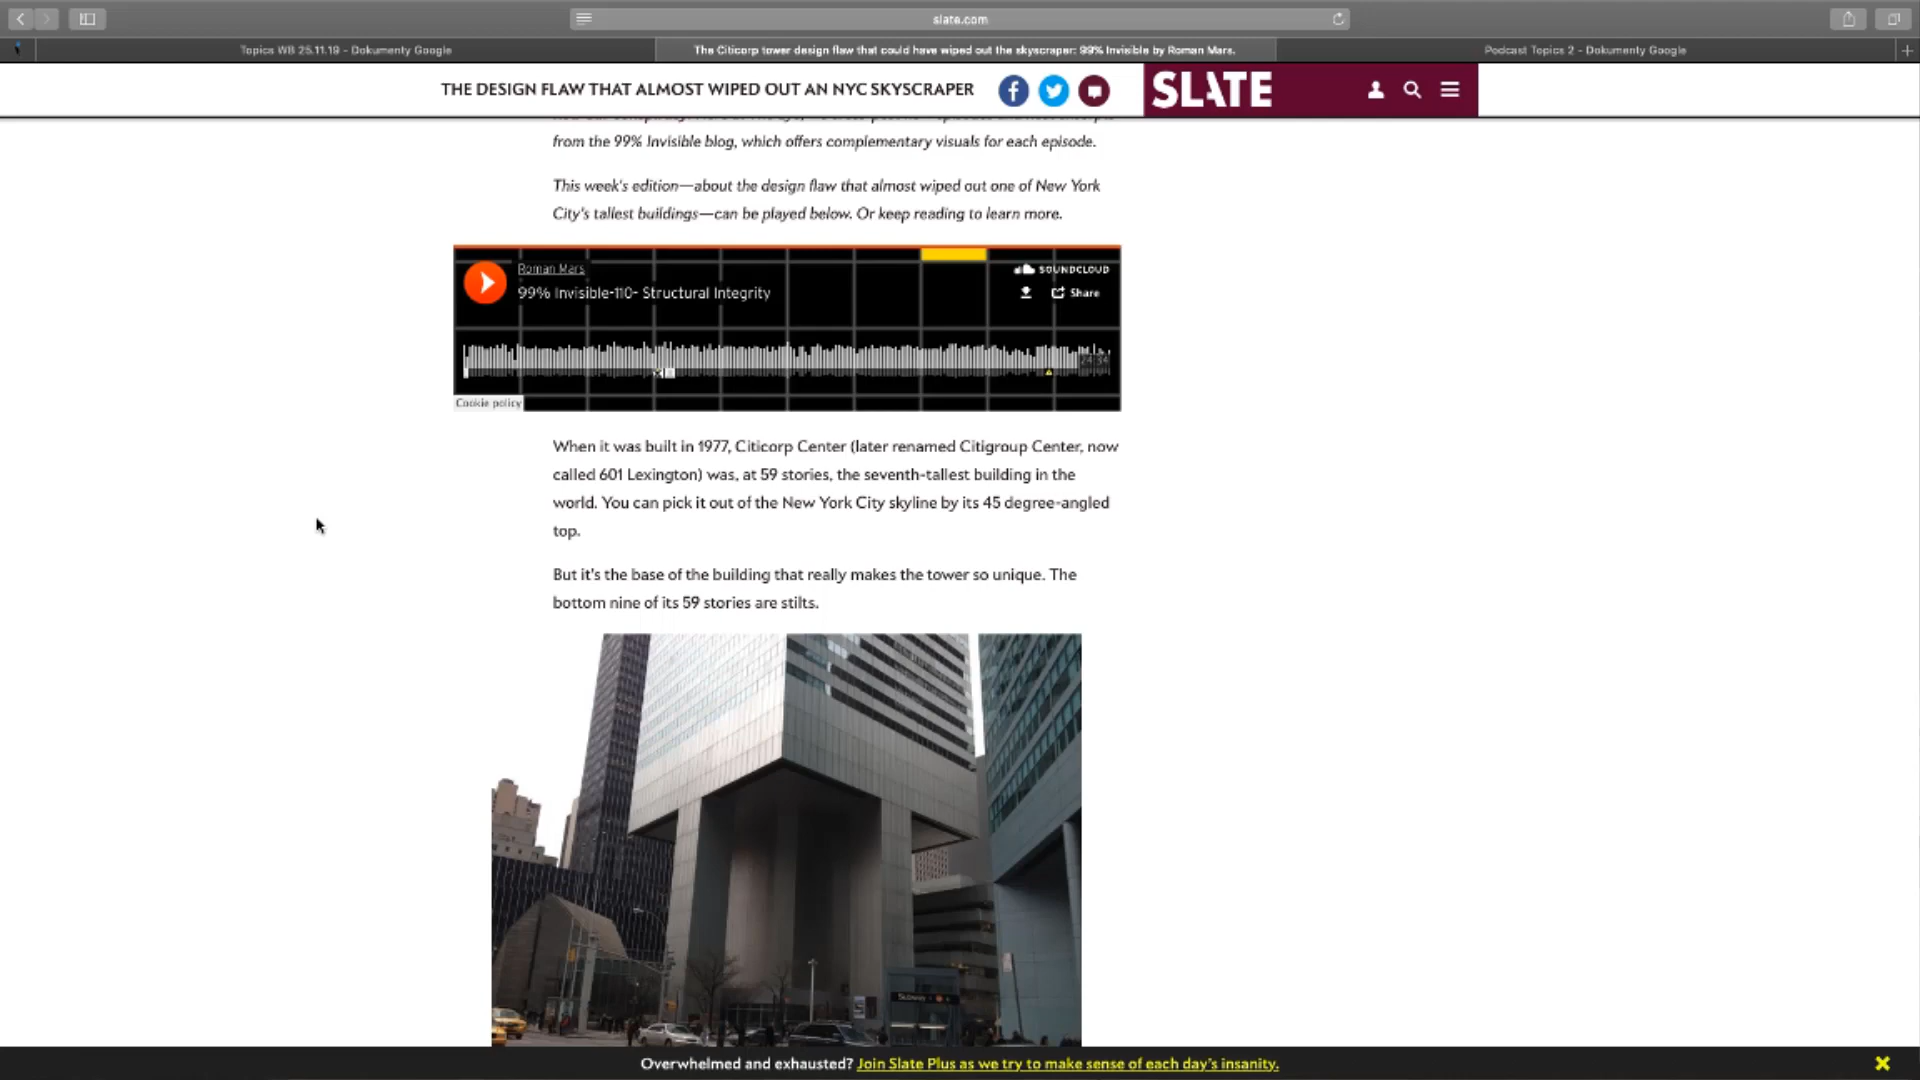 slate.com
Topics WB 25.11.19 - Dokumenty Google
The Citicorp tower design flaw that could have wiped out the skyscraper: 99% Invisible by Roman Mars.
Podcast Topics 2 - Dokumenty Google
THE DESIGN FLAW THAT ALMOST WIPED OUT AN NYC SKYSCRAPER
SLATE
from the 99% Invisible blog, which offers complementary visuals for each episode.
This week's edition—about the design flaw that almost wiped out one of New York
City's tallest buildings—can be played below. Or keep reading to learn more.
Roman Mars
SOUNDCLOUD
99% Invisible-110- Structural Integrity
Share
24:34
Cookie policy
When it was built in 1977, Citicorp Center (later renamed Citigroup Center, now
called 601 Lexington) was, at 59 stories, the seventh-tallest building in the
world. You can pick it out of the New York City skyline by its 45 degree-angled
top.
But it's the base of the building that really makes the tower so unique. The
bottom nine of its 59 stories are stilts.
Subway
Overwhelmed and exhausted? Join Slate Plus as we try to make sense of each day's insanity.